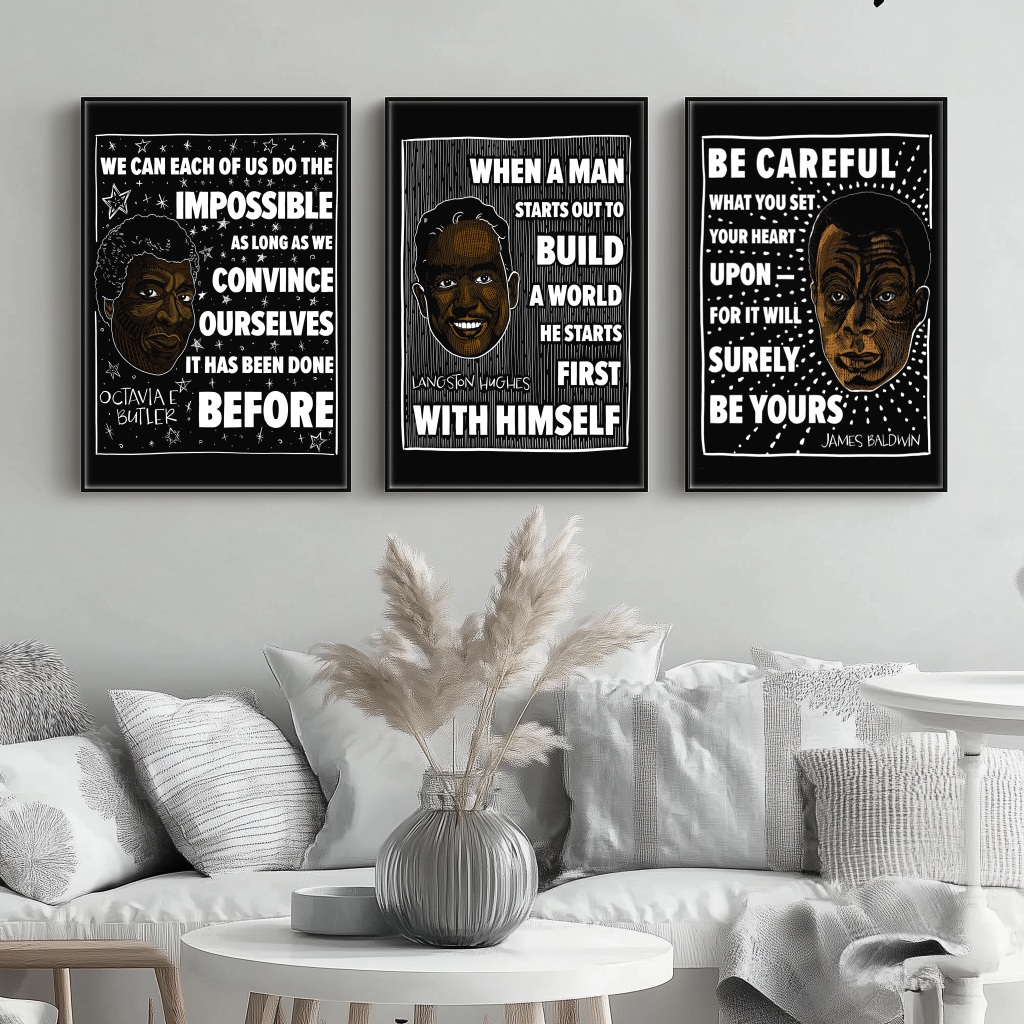 WE CAN EACH OF US DO THE
IMPOSSIBLE
AS LONG AS WE
CONVINCE
OURSELVES
IT HAS BEEN DONE
BEFORE
OCTAVIA E
BUTLER
WHEN A MAN
STARTS OUT TO
BUILD
A WORLD
HE STARTS
FIRST
WITH HIMSELF
LANGSTON HUGHES
BE CAREFUL
WHAT YOU SET
YOUR HEART
UPON —
FOR IT WILL
SURELY
BE YOURS
JAMES BALDWIN